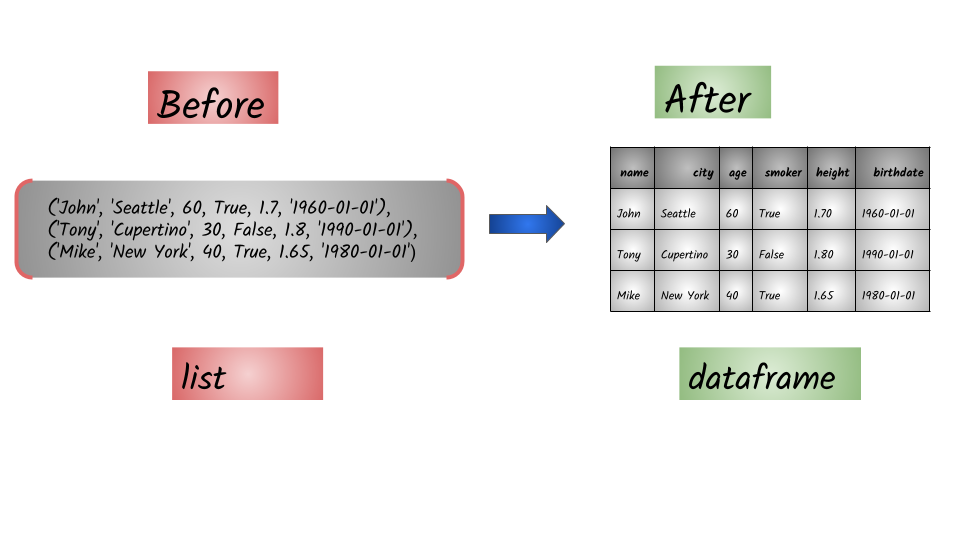 Before
After
('John', 'Seattle', 60, True, 1.7, '1960-01-01'),
('Tony', 'Cupertino', 30, False, 1.8, '1990-01-01'),
('Mike', 'New York', 40, True, 1.65, '1980-01-01')
name city age smoker height birthdate
John Seattle 60 True 1.70 1960-01-01
Tony Cupertino 30 False 1.80 1990-01-01
Mike New York 40 True 1.65 1980-01-01
list
dataframe